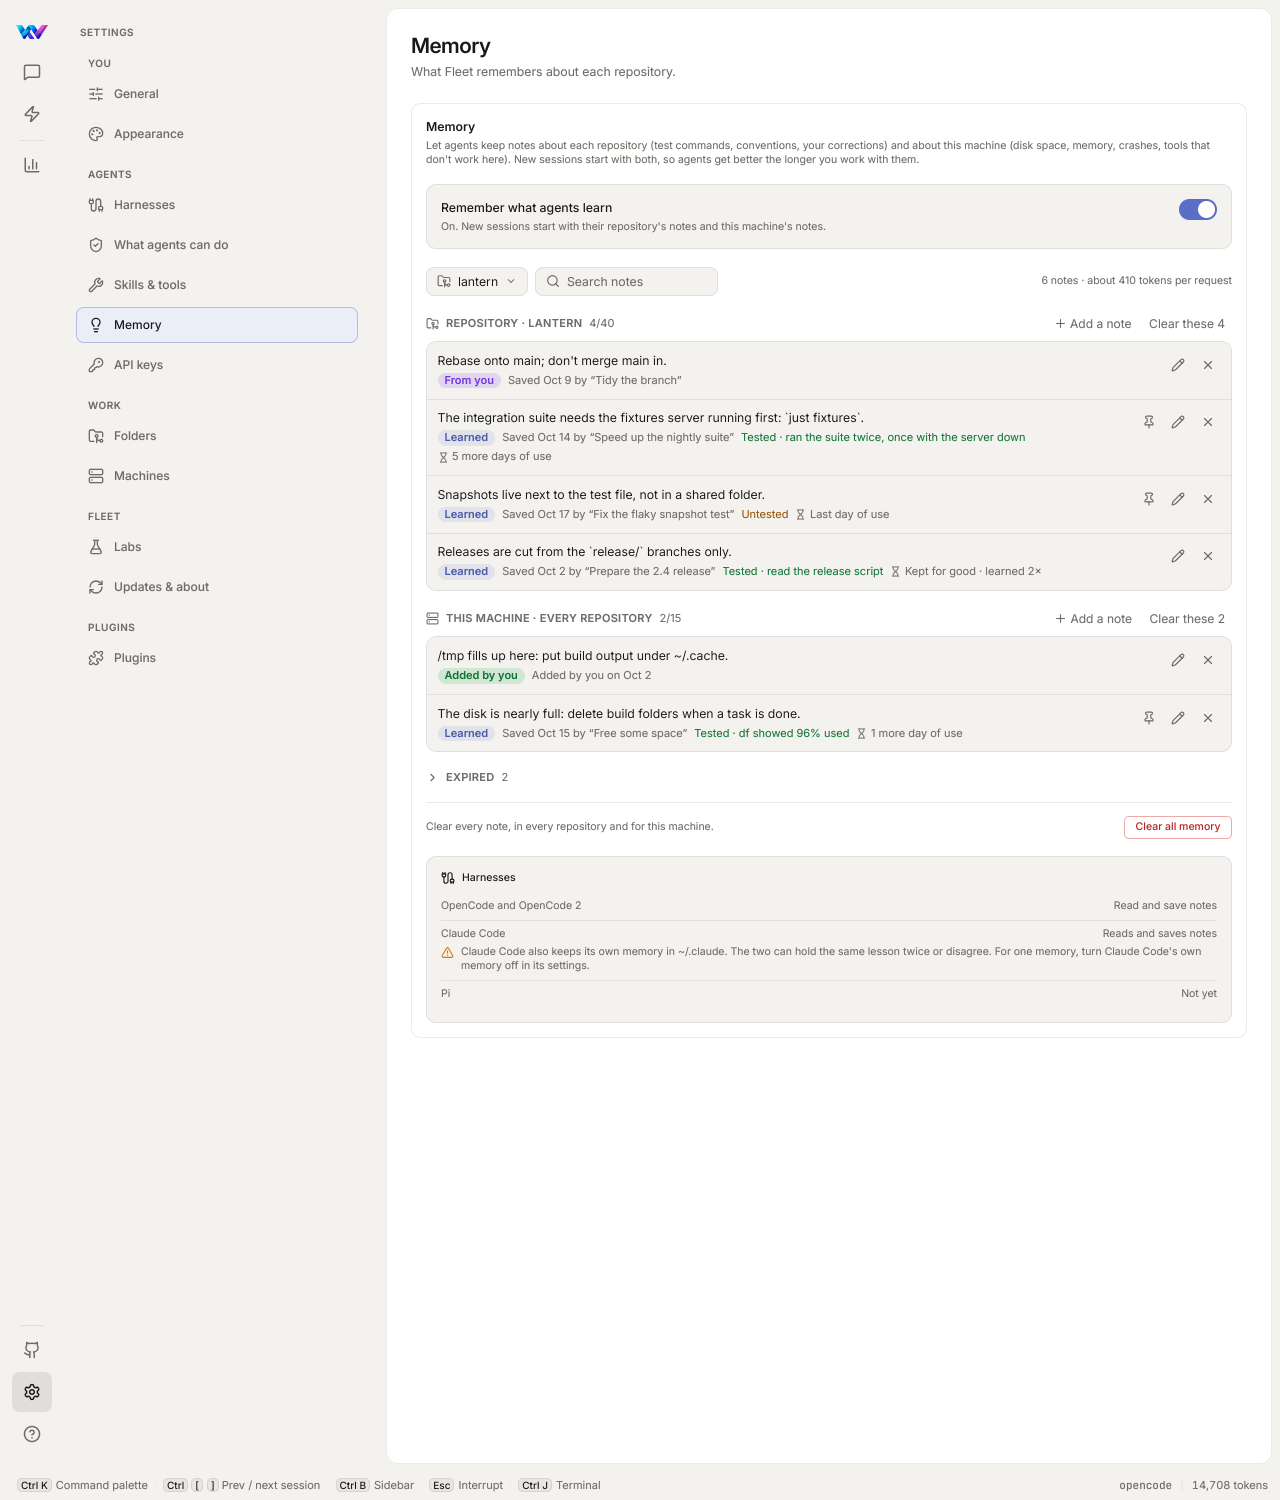 SETTINGS
YOU
General
Appearance
AGENTS
Harnesses
What agents can do
Skills & tools
Memory
API keys
WORK
Folders
Machines
FLEET
Labs
Updates & about
PLUGINS
Plugins
Memory
What Fleet remembers about each repository.
Memory
Let agents keep notes about each repository (test commands, conventions, your corrections) and about this machine (disk space, memory, crashes, tools that
don't work here). New sessions start with both, so agents get better the longer you work with them.
Remember what agents learn
On. New sessions start with their repository's notes and this machine's notes.
lantern Search notes 6 notes · about 410 tokens per request
REPOSITORY · LANTERN 4/40 + Add a note Clear these 4
Rebase onto main; don't merge main in.
From you Saved Oct 9 by “Tidy the branch”
The integration suite needs the fixtures server running first: `just fixtures`.
Learned Saved Oct 14 by “Speed up the nightly suite” Tested · ran the suite twice, once with the server down
5 more days of use
Snapshots live next to the test file, not in a shared folder.
Learned Saved Oct 17 by “Fix the flaky snapshot test” Untested Last day of use
Releases are cut from the `release/` branches only.
Learned Saved Oct 2 by “Prepare the 2.4 release” Tested · read the release script Kept for good · learned 2×
THIS MACHINE · EVERY REPOSITORY 2/15 + Add a note Clear these 2
/tmp fills up here: put build output under ~/.cache.
Added by you Added by you on Oct 2
The disk is nearly full: delete build folders when a task is done.
Learned Saved Oct 15 by “Free some space” Tested · df showed 96% used 1 more day of use
EXPIRED 2
Clear every note, in every repository and for this machine. Clear all memory
Harnesses
OpenCode and OpenCode 2 Read and save notes
Claude Code Reads and saves notes
Claude Code also keeps its own memory in ~/.claude. The two can hold the same lesson twice or disagree. For one memory, turn Claude Code's own
memory off in its settings.
Pi Not yet
Ctrl K Command palette Ctrl [ ] Prev / next session Ctrl B Sidebar Esc Interrupt Ctrl J Terminal opencode 14,708 tokens